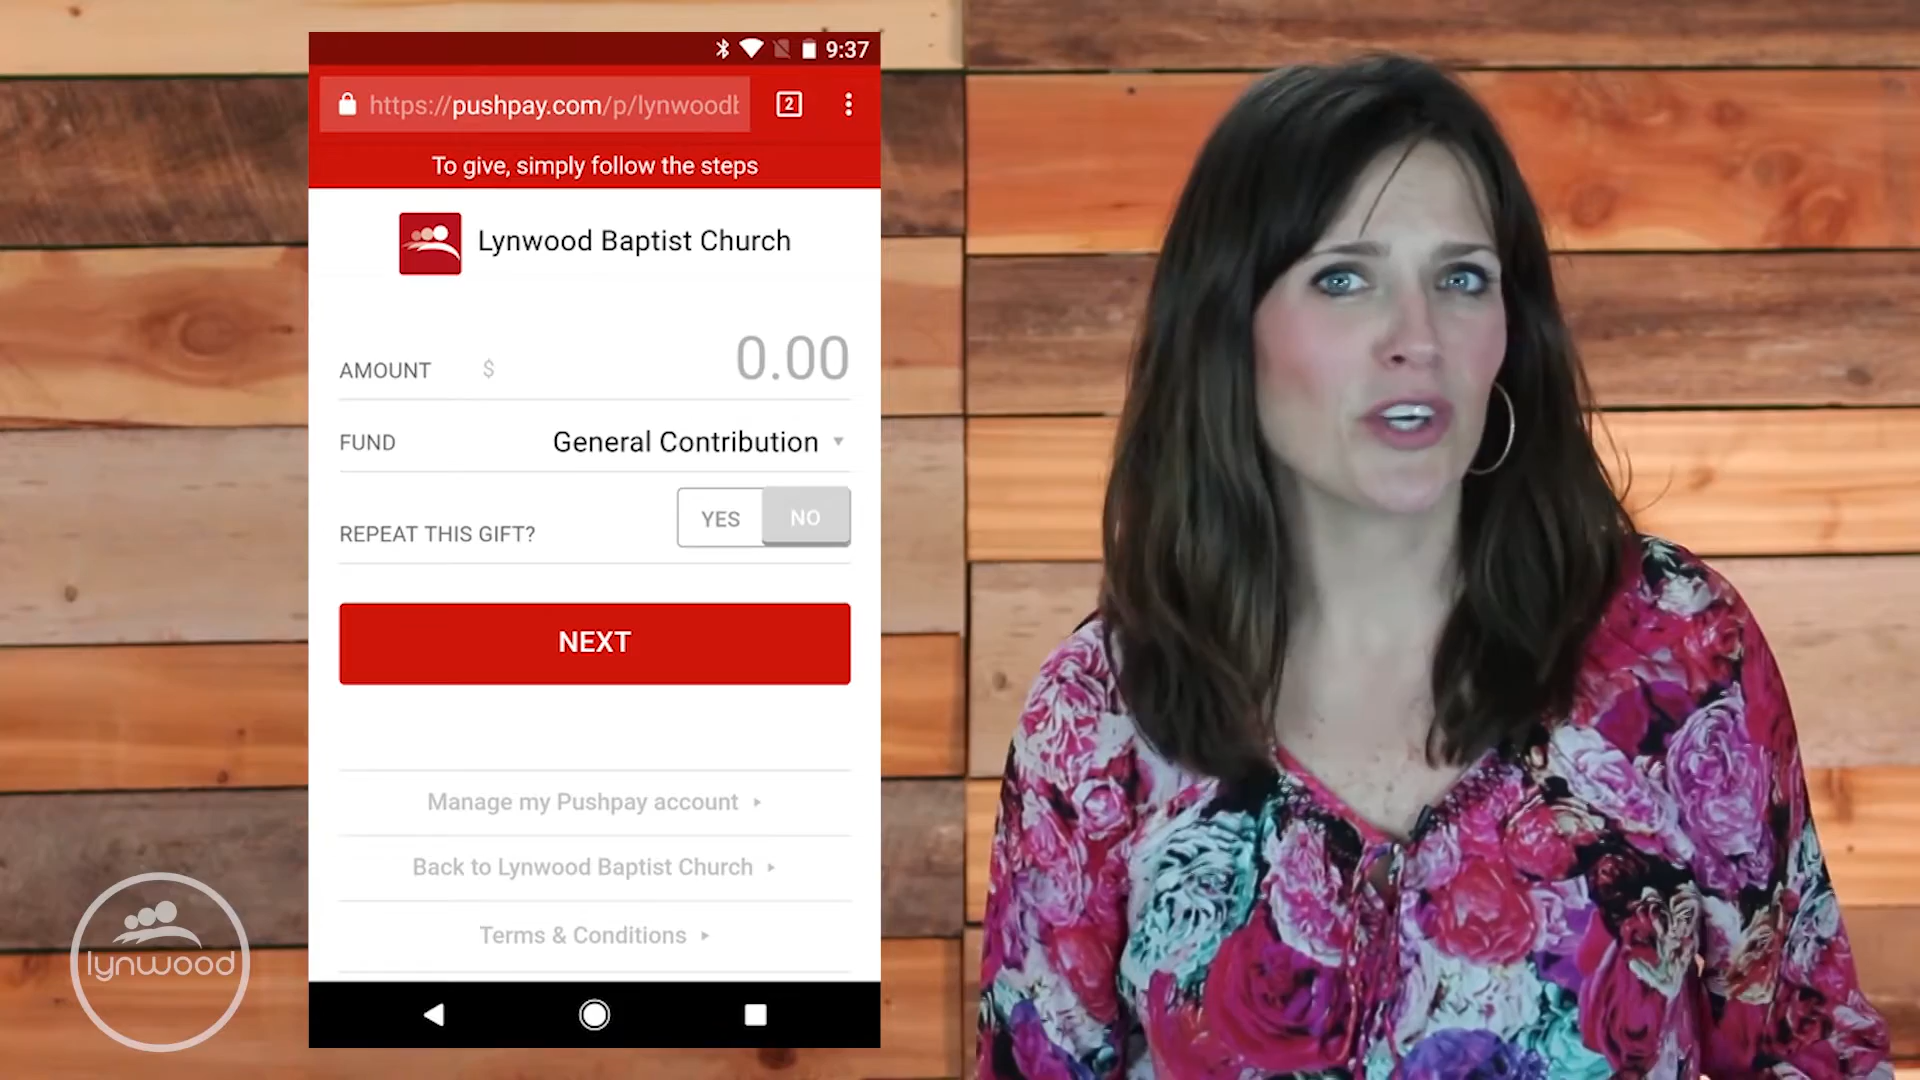 9:37
https://pushpay.com/p/lynwoodb
2
To give, simply follow the steps
Lynwood Baptist Church
AMOUNT $ 0.00
FUND General Contribution
REPEAT THIS GIFT? YES NO
NEXT
Manage my Pushpay account
Back to Lynwood Baptist Church
Terms & Conditions
lynwood